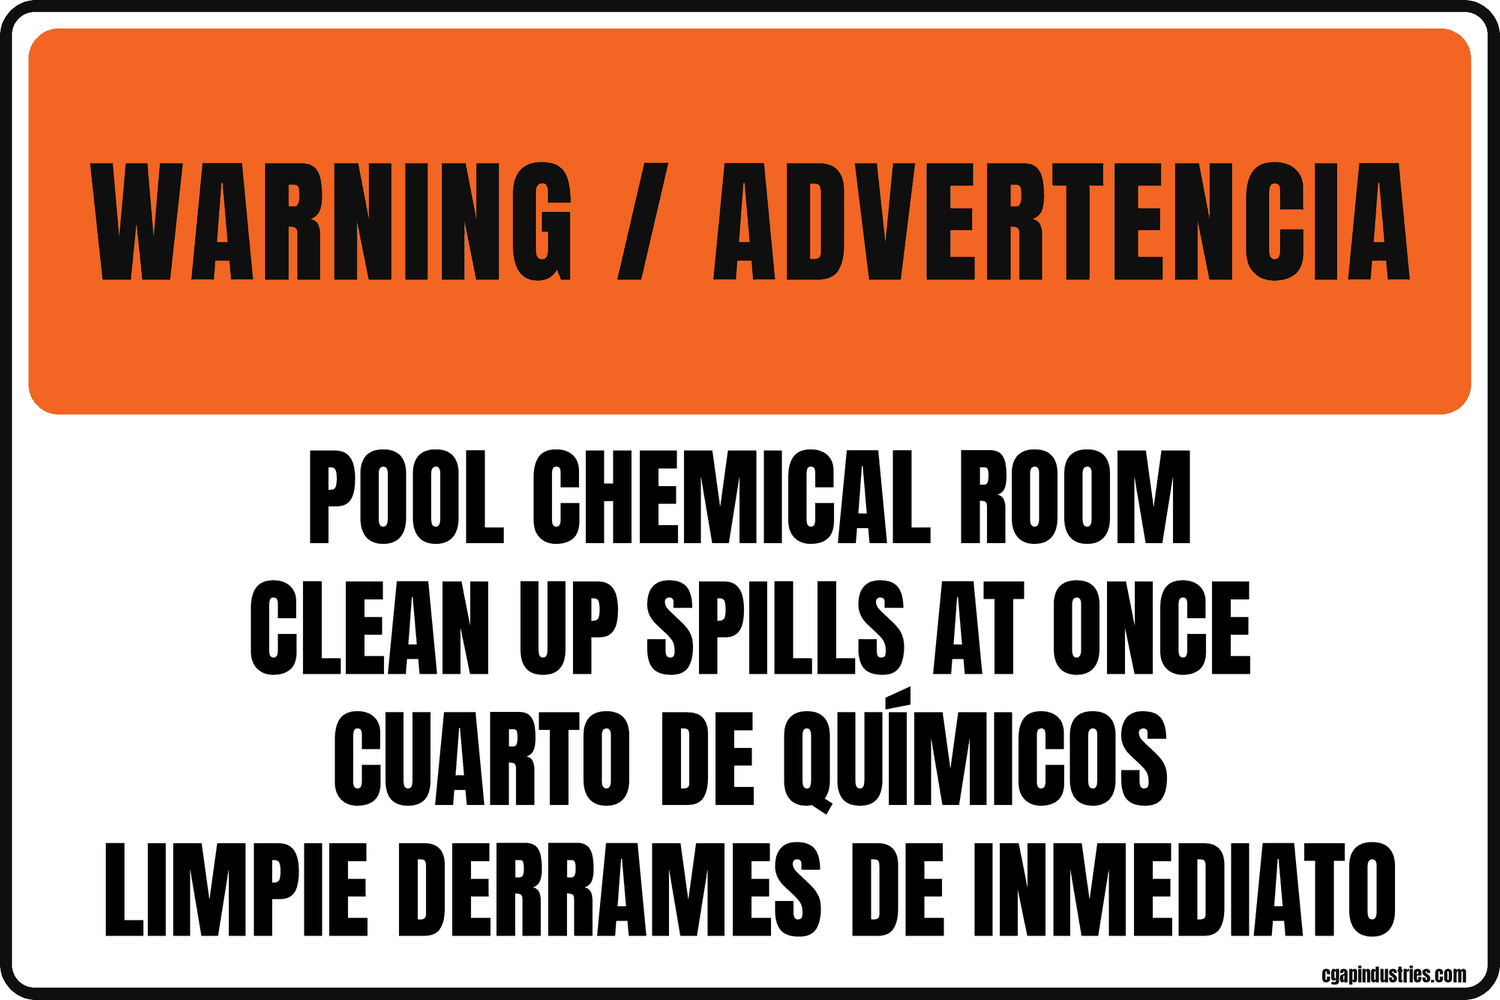 WARNING / ADVERTENCIA
POOL CHEMICAL ROOM
CLEAN UP SPILLS AT ONCE
CUARTO DE QUÍMICOS
LIMPIE DERRAMES DE INMEDIATO
cgapindustries.com